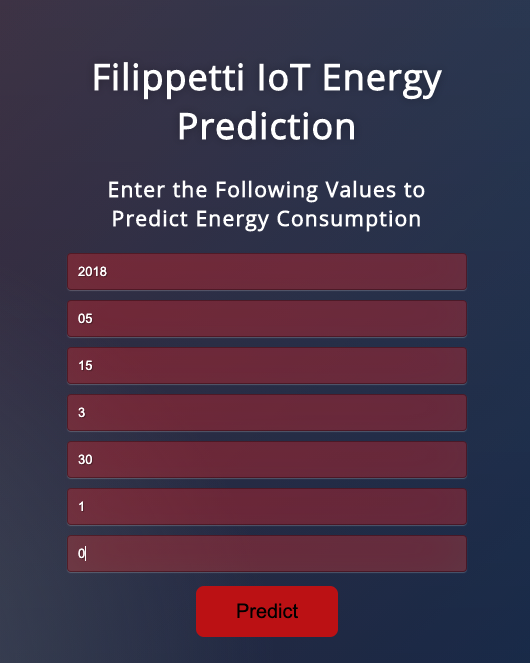 Filippetti IoT Energy
Prediction
Enter the Following Values to
Predict Energy Consumption
2018
05
15
3
30
1
0
Predict